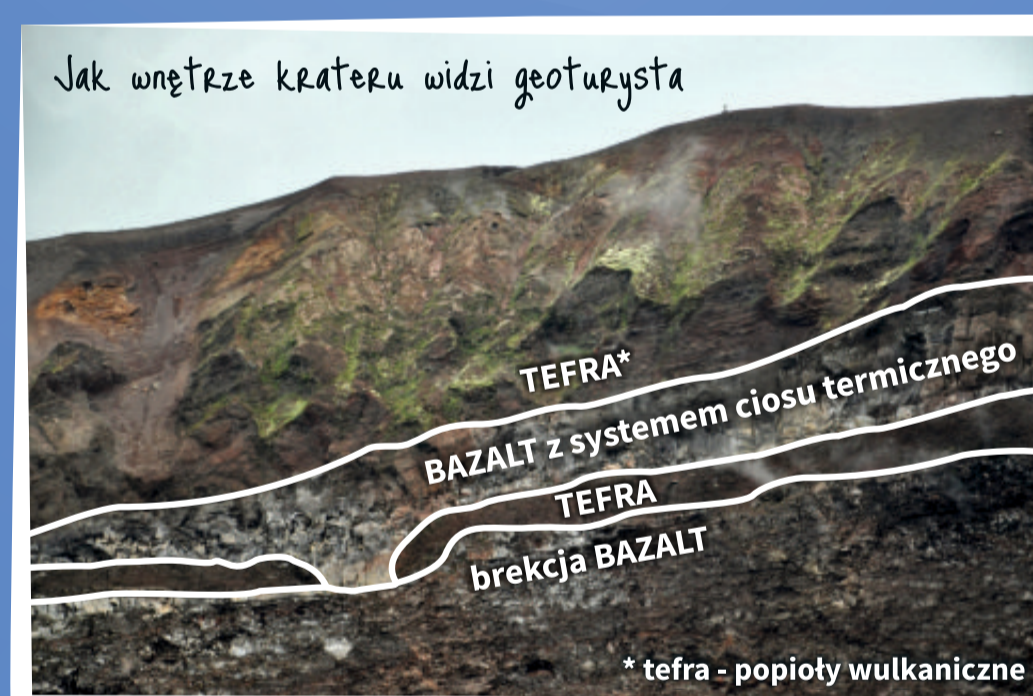 Jak wnętrze krateru widzi geoturysta
TEFRA*
BAZALT z systemem ciosu termicznego
TEFRA
brekcja BAZALT
* tefra - popioły wulkaniczne